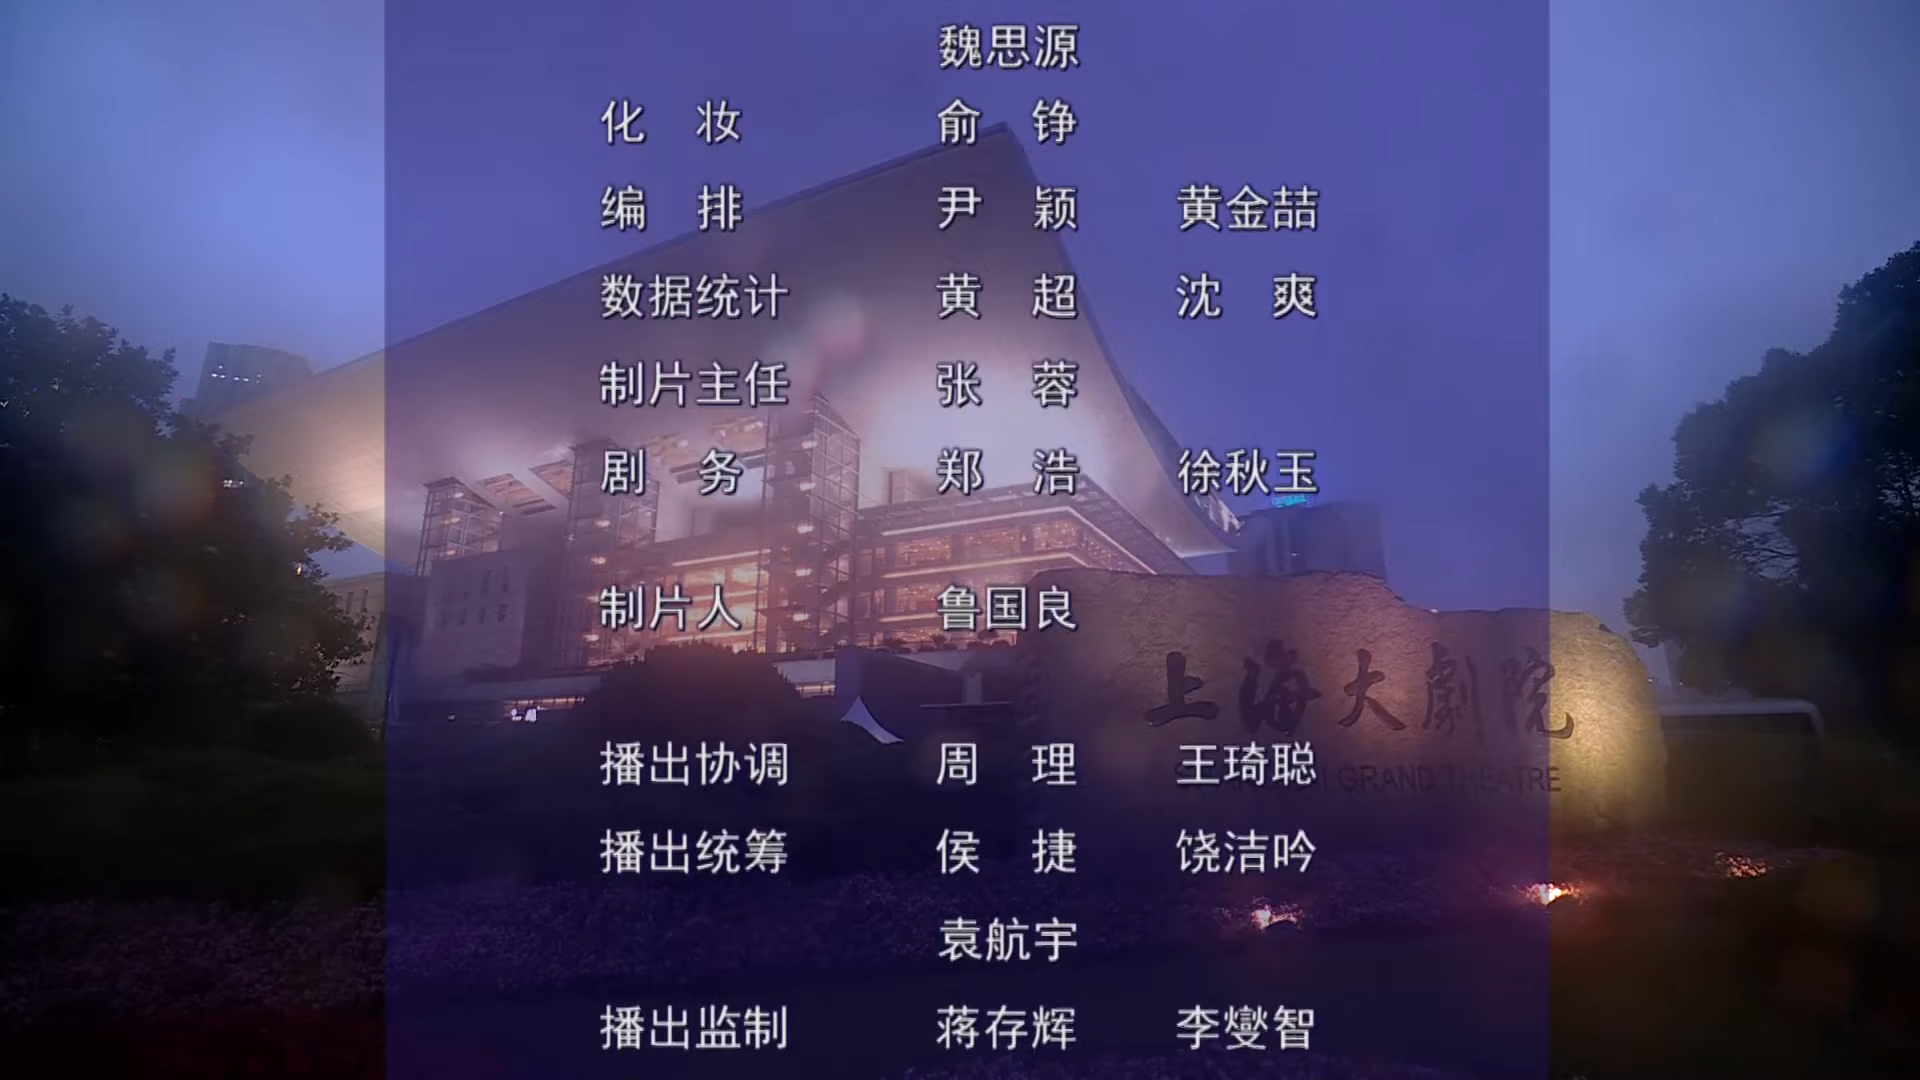 魏思源
化 妆 俞 铮
编 排 尹 颖 黄金喆
数据统计 黄 超 沈 爽
制片主任 张 蓉
剧 务 郑 浩 徐秋玉
制片人 鲁国良
上海大劇院
播出协调 周 理 王琦聪
GRAND THEATRE
播出统筹 侯 捷 饶洁吟
袁航宇
播出监制 蒋存辉 李燮智